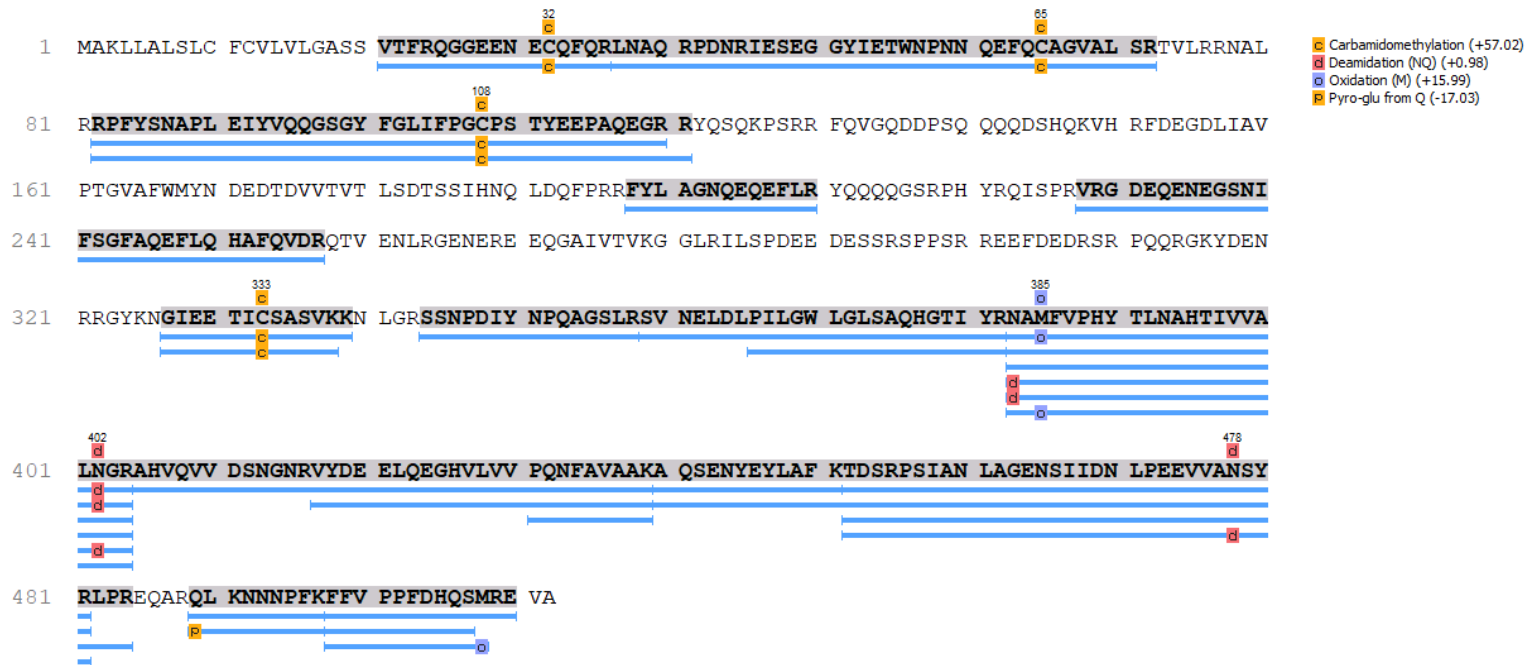 32 65
c c
1 MAKLLALSLC FCVLVLGASS VTFRQGGEEN ECQFQRLNAQ RPDNRIESEG GYIETWNPNN QEFQCAGVAL SRTVLRRNAL
c c
c Carbamidomethylation (+57.02)
d Deamidation (NQ) (+0.98)
o Oxidation (M) (+15.99)
p Pyro-glu from Q (-17.03)
108
c
81 RRPFYSNAPL EIYVQQGSGY FGLIFPGCPS TYEEPAQEGR RYQSQKPSRR FQVGQDDPSQ QQQDSHQKVH RFDEGDLIAV
c
c
161 PTGVAFWMYN DEDTDVVTVT LSDTSSIHNQ LDQFPRRFYL AGNQEQEFLR YQQQQGSRPH YRQISPRVRG DEQENEGSNI
241 FSGFAQEFLQ HAFQVDRQTV ENLRGENERE EQGAIVTVKG GLRILSPDEE DESSRSPPSR REEFDEDRSR PQQRGKYDEN
333 385
c o
321 RRGYKNGIEE TICSASVKKN LGRSSNPDIY NPQAGSLRSV NELDLPILGW LGLSAQHGTI YRNAMFVPHY TLNAHTIVVA
c o
c
d
d
o
402 478
d d
401 LNGRAHVQVV DSNGNRVYDE ELQEGHVLVV PQNFAVAAKA QSENYEYLAF KTDSRPSIAN LAGENSIIDN LPEEVVANSY
d
d
d
d
481 RLPREQARQL KNNNPFKFFV PPFDHQSMRE VA
p
o